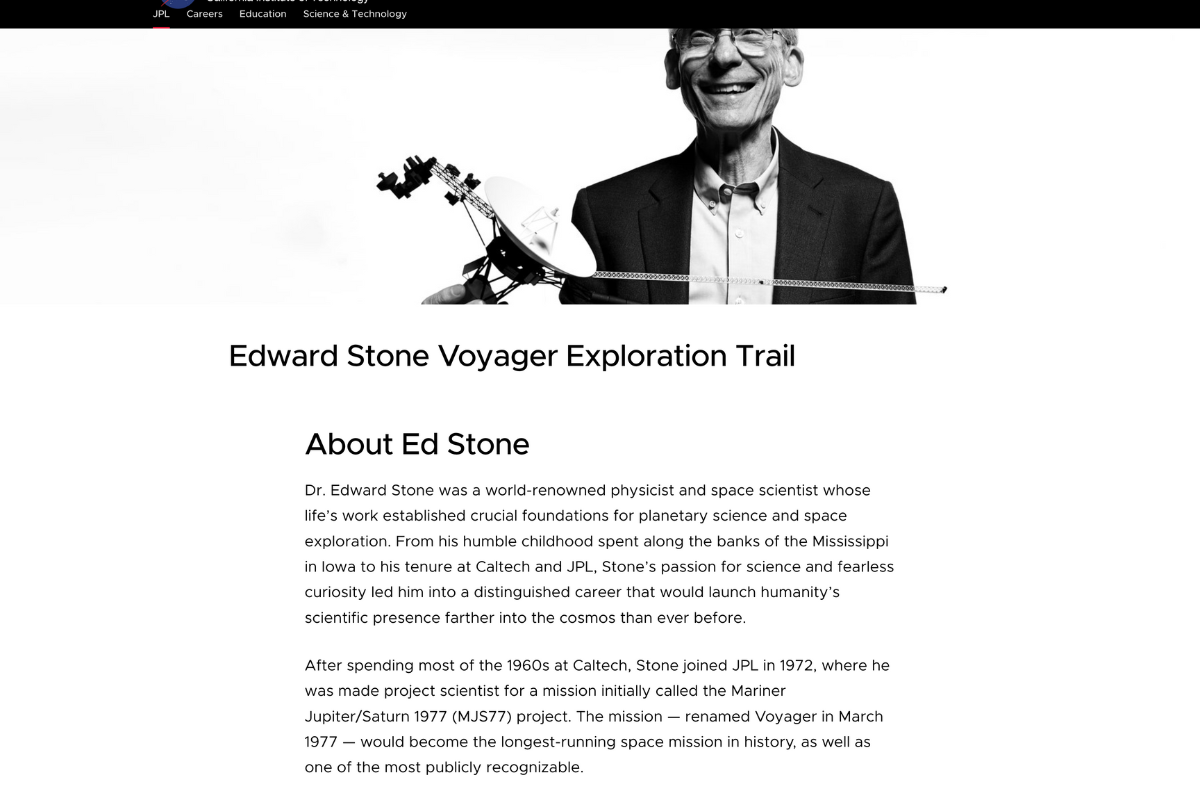 California Institute of Technology
JPL Careers Education Science & Technology
Edward Stone Voyager Exploration Trail
About Ed Stone
Dr. Edward Stone was a world-renowned physicist and space scientist whose
life’s work established crucial foundations for planetary science and space
exploration. From his humble childhood spent along the banks of the Mississippi
in Iowa to his tenure at Caltech and JPL, Stone’s passion for science and fearless
curiosity led him into a distinguished career that would launch humanity’s
scientific presence farther into the cosmos than ever before.
After spending most of the 1960s at Caltech, Stone joined JPL in 1972, where he
was made project scientist for a mission initially called the Mariner
Jupiter/Saturn 1977 (MJS77) project. The mission — renamed Voyager in March
1977 — would become the longest-running space mission in history, as well as
one of the most publicly recognizable.